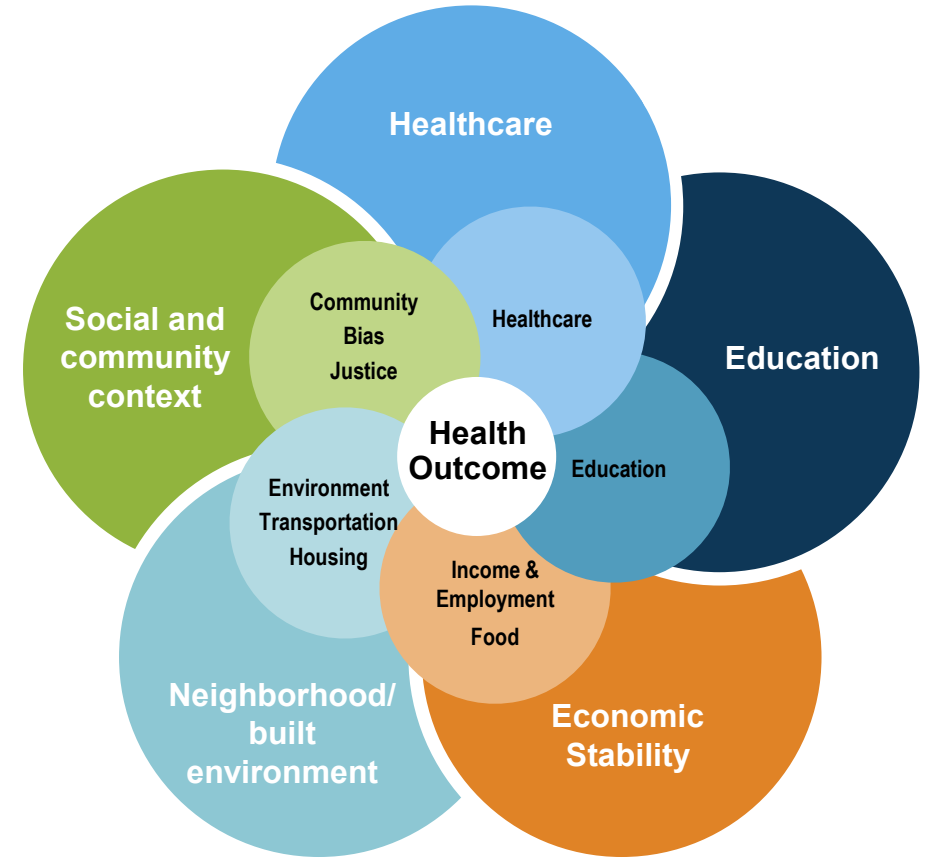 Healthcare
Education
Economic
Stability
Neighborhood/
built
environment
Social and
community
context
Healthcare
Education
Income &
Employment
Food
Environment
Transportation
Housing
Community
Bias
Justice
Health
Outcome